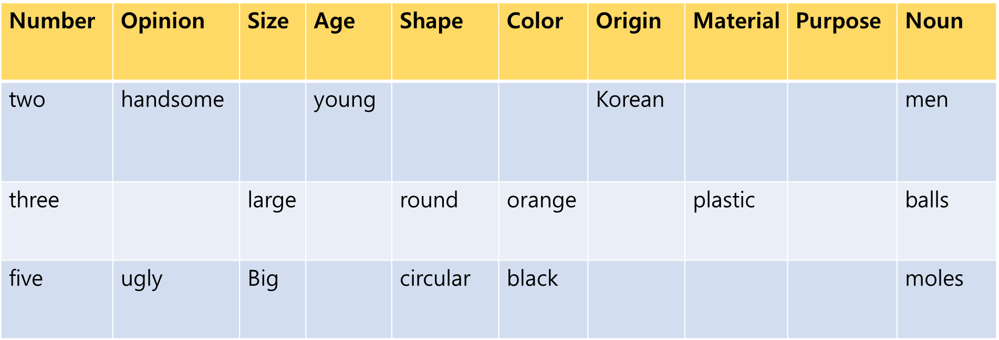 Number Opinion Size Age Shape Color Origin Material Purpose Noun
two handsome young Korean men
three large round orange plastic balls
five ugly Big circular black moles